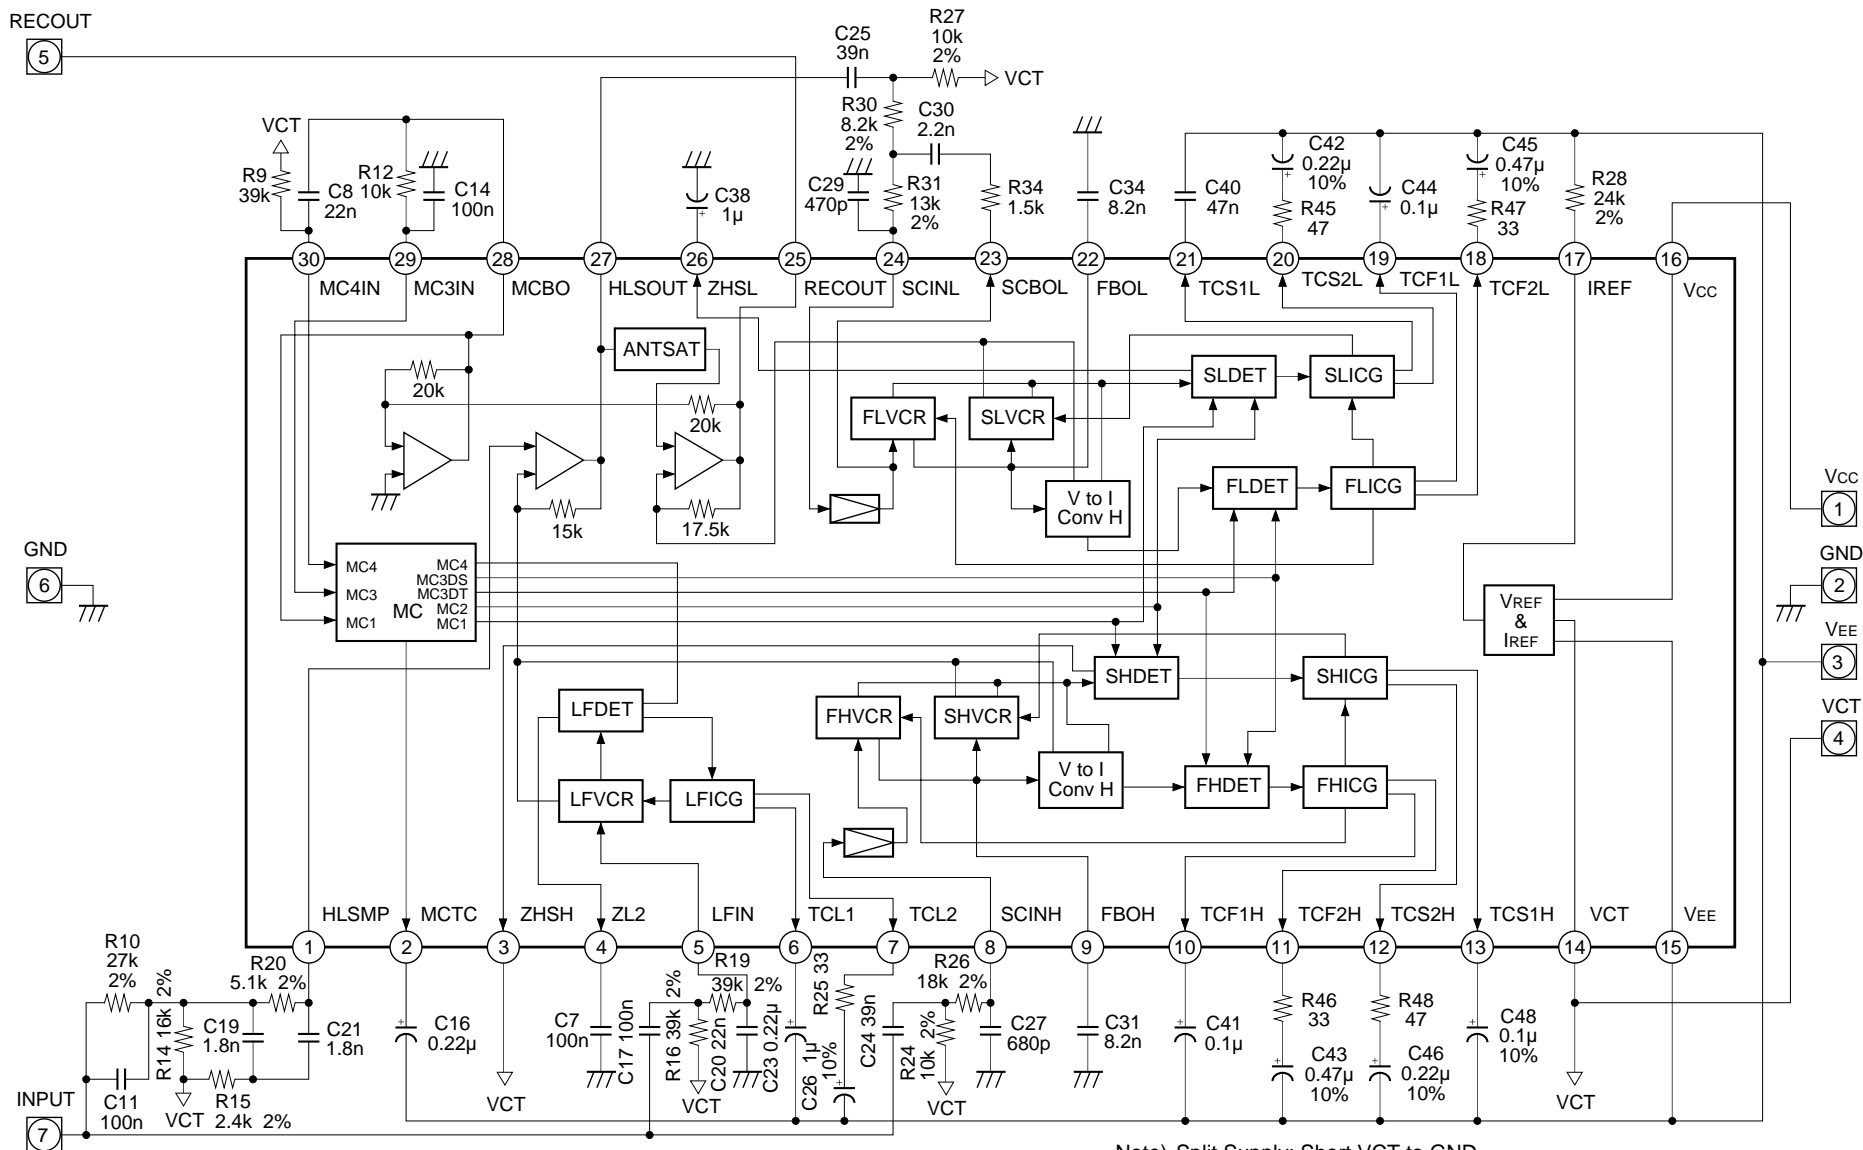 RECOUT
5
C25
39n
R27
10k
2%
VCT
R30
8.2k
2%
C30
2.2n
VCT
R9
39k
C8
22n
R12
10k
C14
100n
C38
1µ
C29
470p
R31
13k
2%
R34
1.5k
C34
8.2n
C40
47n
C42
0.22µ
10%
R45
47
C44
0.1µ
C45
0.47µ
10%
R47
33
R28
24k
2%
30
29
28
27
26
25
24
23
22
21
20
19
18
17
16
MC4IN
MC3IN
MCBO
HLSOUT
ZHSL
RECOUT
SCINL
SCBOL
FBOL
TCS1L
TCS2L
TCF1L
TCF2L
IREF
VCC
ANTSAT
20k
20k
15k
17.5k
FLVCR
SLVCR
SLDET
SLICG
V to I
Conv H
FLDET
FLICG
VCC
1
GND
2
VEE
3
VCT
4
GND
6
MC4
MC3
MC1
MC
MC4
MC3DS
MC3DT
MC2
MC1
VREF
&
IREF
LFDET
LFVCR
LFICG
FHVCR
SHVCR
SHDET
SHICG
V to I
Conv H
FHDET
FHICG
HLSMP
MCTC
ZHSH
ZL2
LFIN
TCL1
TCL2
SCINH
FBOH
TCF1H
TCF2H
TCS2H
TCS1H
VCT
VEE
1
2
3
4
5
6
7
8
9
10
11
12
13
14
15
R10
27k
2%
R14 16k 2%
R20
5.1k 2%
C19
1.8n
C21
1.8n
C11
100n
VCT
R15
2.4k 2%
C16
0.22µ
VCT
C7
100n
C17 100n
R16 39k 2%
R19
39k 2%
C20 22n
VCT
C23 0.22µ
C26 1µ
10%
R25 33
C24 39n
R26
18k 2%
R24
10k 2%
VCT
C27
680p
C31
8.2n
C41
0.1µ
R46
33
C43
0.47µ
10%
R48
47
C46
0.22µ
10%
C48
0.1µ
10%
VCT
INPUT
7
Note) Split Supply: Short VCT to GND